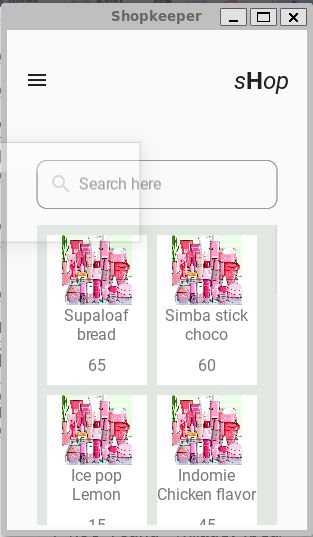 Shopkeeper
sHop
Search here
Supaloaf
bread
65
Simba stick
choco
60
Ice pop
Lemon
15
Indomie
Chicken flavor
45